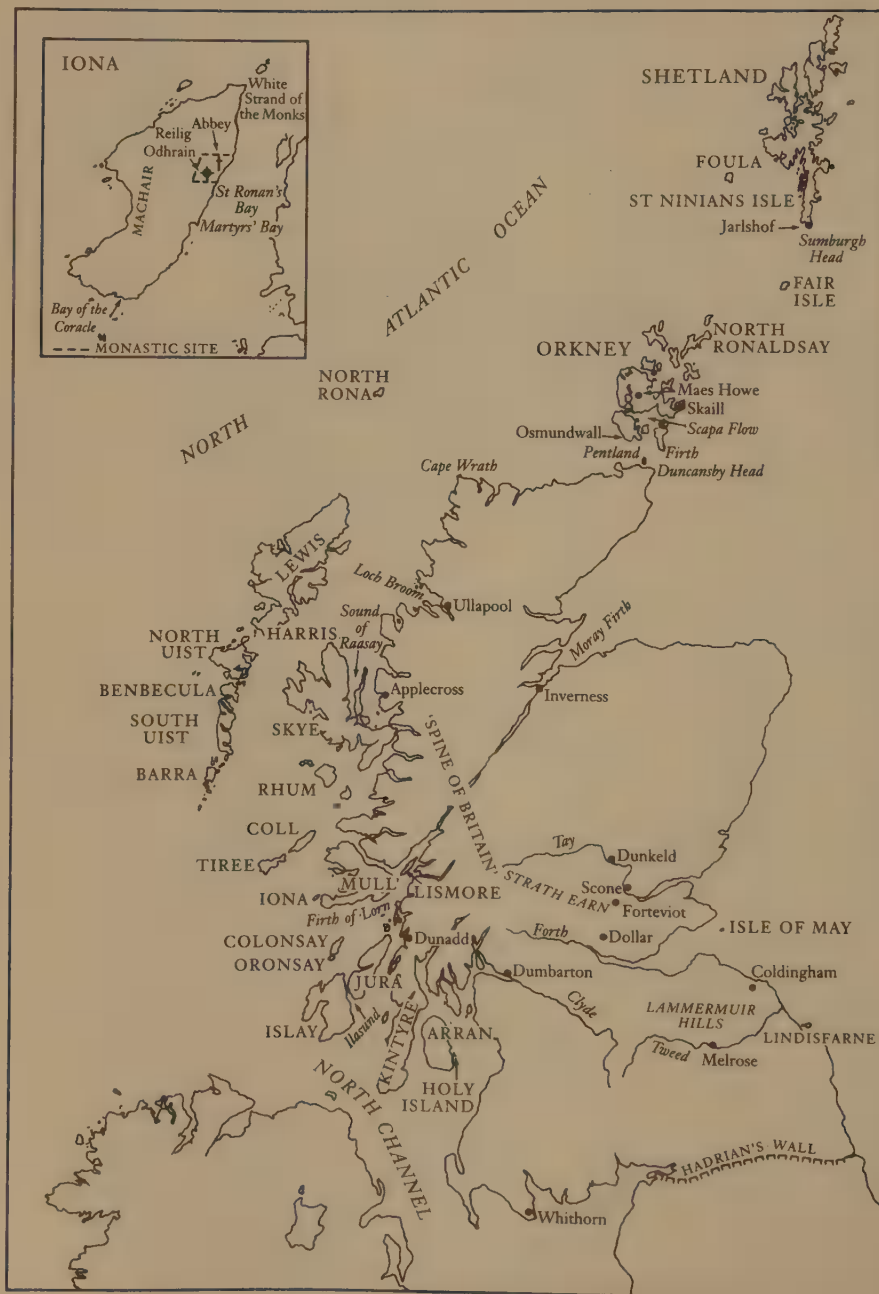 IONA
White
Strand of
the Monks
Abbey
Reilig
Odhrain
MACHAIR
St Ronan's
Bay
Martyrs' Bay
Bay of the
Coracle
MONASTIC SITE
SHETLAND
FOULA
ST NINIANS ISLE
Jarlshof
Sumburgh
Head
FAIR
ISLE
NORTH ATLANTIC OCEAN
NORTH
RONA
ORKNEY
NORTH
RONALDSAY
Maes Howe
Skaill
Scapa Flow
Osmundwall
Pentland Firth
Duncansby Head
Cape Wrath
LEWIS
Loch Broom
Ullapool
Sound
of
Raasay
HARRIS
NORTH
UIST
Moray Firth
BENBECULA
Applecross
Inverness
SOUTH
UIST
SKYE
'SPINE OF BRITAIN'
BARRA
RHUM
COLL
Tay
Dunkeld
TIREE
MULL
LISMORE
STRATH EARN
Scone
IONA
Forteviot
Firth of Lorn
COLONSAY
Dunadd
Forth
Dollar
ISLE OF MAY
ORONSAY
JURA
Dumbarton
Coldingham
Clyde
LAMMERMUIR
HILLS
ISLAY
Ilasund
KINTYRE
ARRAN
Tweed
Melrose
LINDISFARNE
HOLY
ISLAND
NORTH CHANNEL
HADRIAN'S WALL
Whithorn